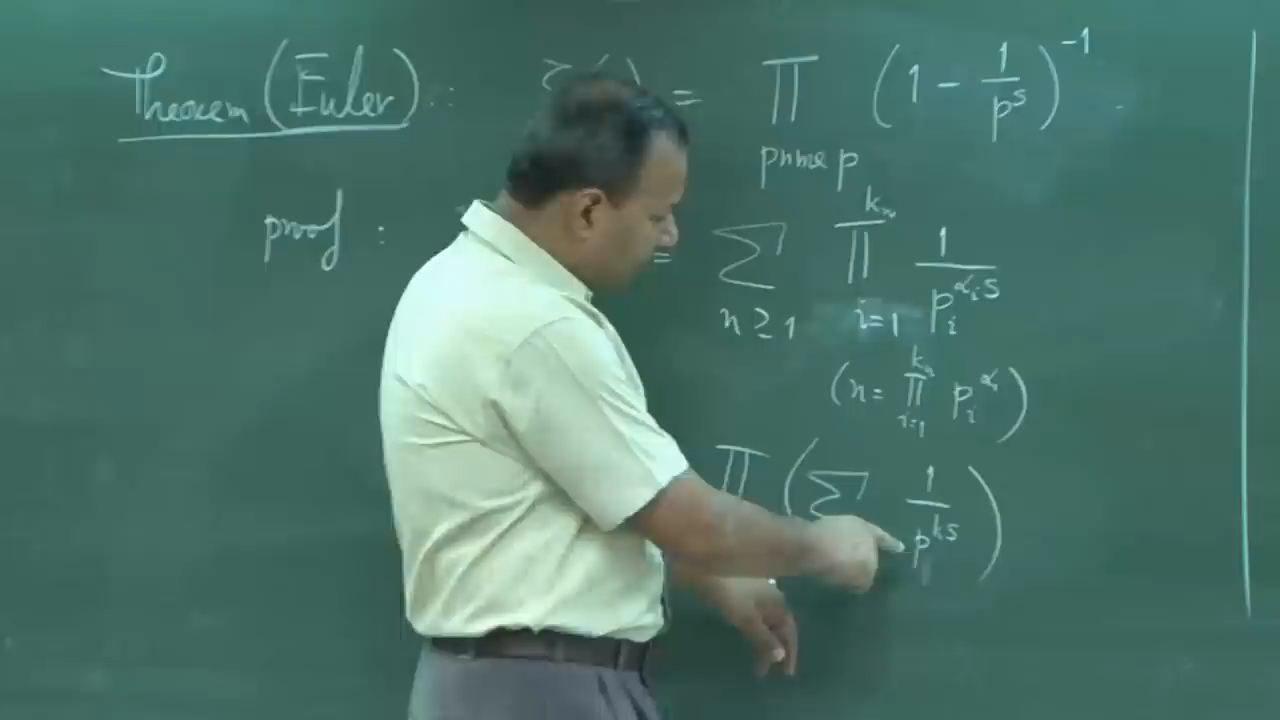 Theorem (Euler): = ∏ (1 - 1/p^s)^-1
prime p
proof : = ∑ ∏ 1/p_i^{α_i s}
k_n
n ≥ 1 i=1
(n = ∏_{i=1}^{k_n} p_i^α)
∏ (∑ 1/p^{ks})